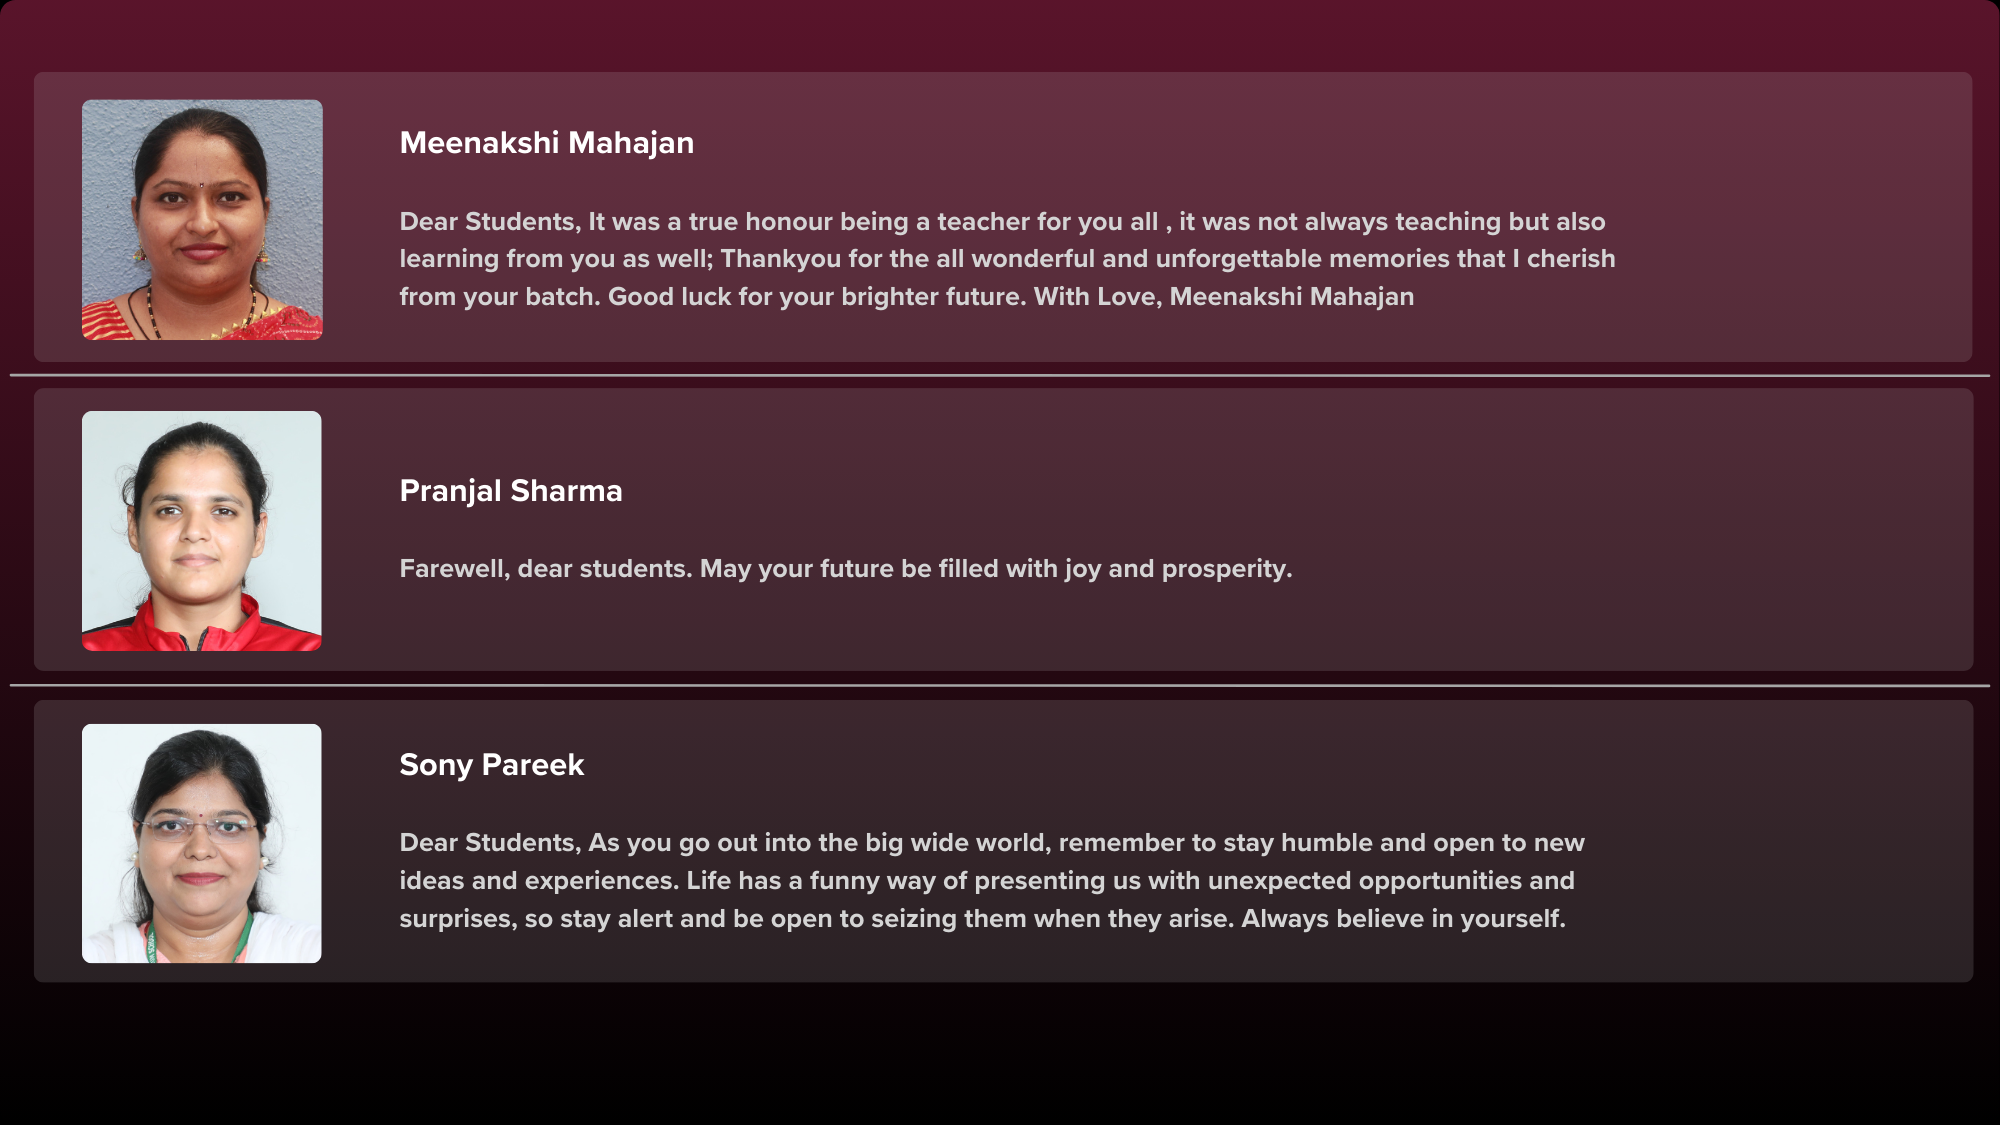 Meenakshi Mahajan
Dear Students, It was a true honour being a teacher for you all , it was not always teaching but also
learning from you as well; Thankyou for the all wonderful and unforgettable memories that I cherish
from your batch. Good luck for your brighter future. With Love, Meenakshi Mahajan
Pranjal Sharma
Farewell, dear students. May your future be filled with joy and prosperity.
Sony Pareek
Dear Students, As you go out into the big wide world, remember to stay humble and open to new
ideas and experiences. Life has a funny way of presenting us with unexpected opportunities and
surprises, so stay alert and be open to seizing them when they arise. Always believe in yourself.